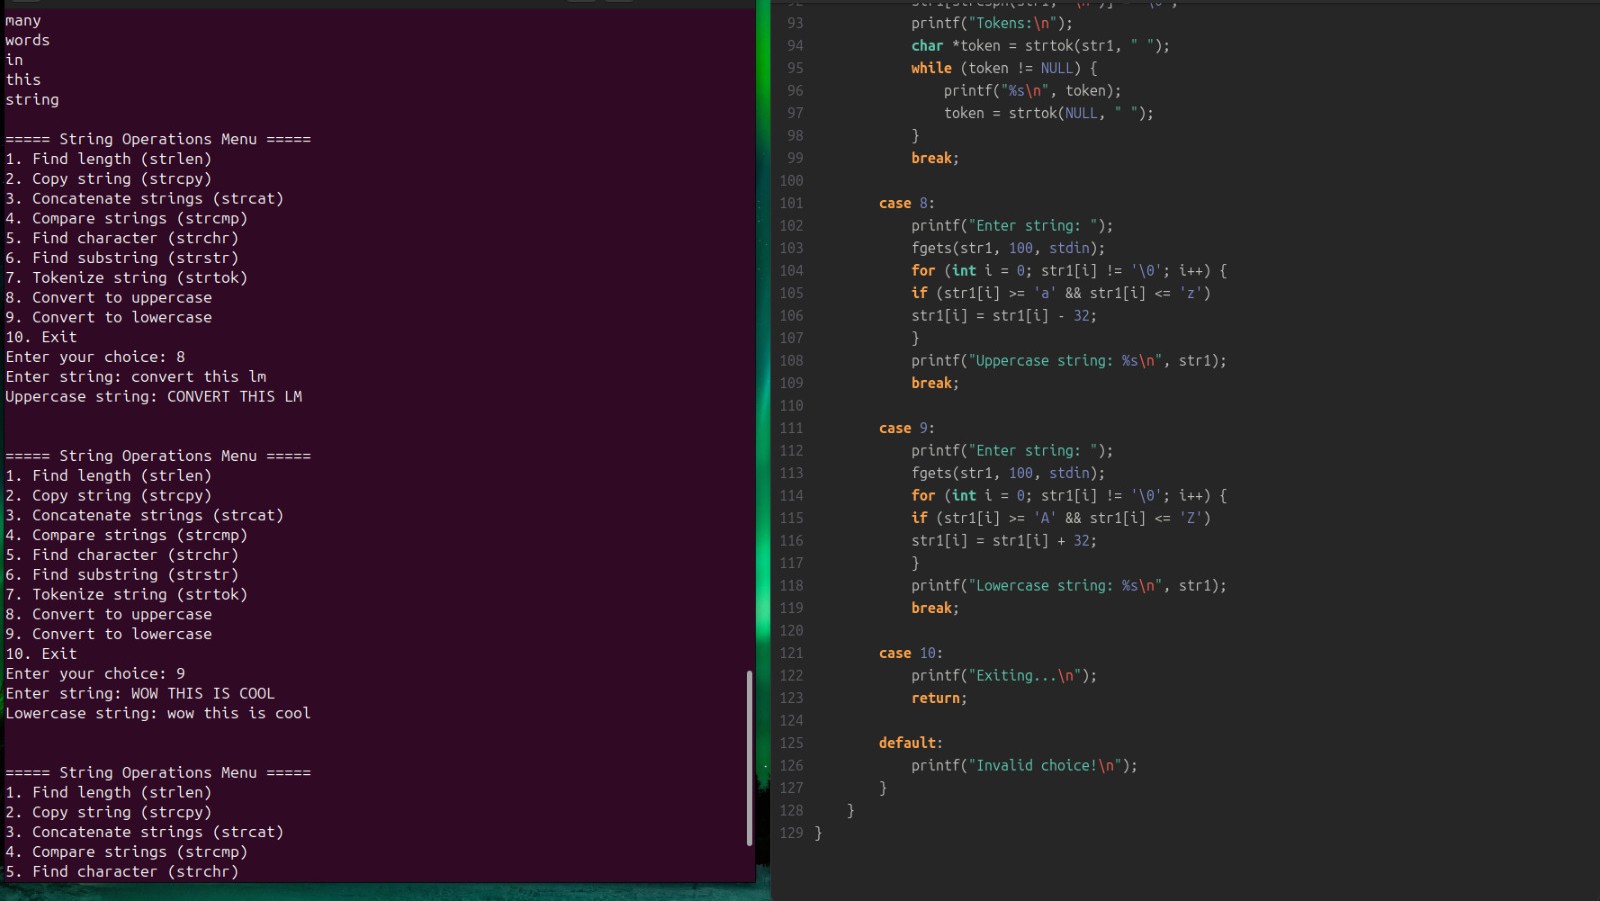 many
words
in
this
string

===== String Operations Menu =====
1. Find length (strlen)
2. Copy string (strcpy)
3. Concatenate strings (strcat)
4. Compare strings (strcmp)
5. Find character (strchr)
6. Find substring (strstr)
7. Tokenize string (strtok)
8. Convert to uppercase
9. Convert to lowercase
10. Exit
Enter your choice: 8
Enter string: convert this lm
Uppercase string: CONVERT THIS LM


===== String Operations Menu =====
1. Find length (strlen)
2. Copy string (strcpy)
3. Concatenate strings (strcat)
4. Compare strings (strcmp)
5. Find character (strchr)
6. Find substring (strstr)
7. Tokenize string (strtok)
8. Convert to uppercase
9. Convert to lowercase
10. Exit
Enter your choice: 9
Enter string: WOW THIS IS COOL
Lowercase string: wow this is cool


===== String Operations Menu =====
1. Find length (strlen)
2. Copy string (strcpy)
3. Concatenate strings (strcat)
4. Compare strings (strcmp)
5. Find character (strchr)

93             printf("Tokens:\n");
94             char *token = strtok(str1, " ");
95             while (token != NULL) {
96                 printf("%s\n", token);
97                 token = strtok(NULL, " ");
98             }
99             break;
100
101         case 8:
102             printf("Enter string: ");
103             fgets(str1, 100, stdin);
104             for (int i = 0; str1[i] != '\0'; i++) {
105             if (str1[i] >= 'a' && str1[i] <= 'z')
106             str1[i] = str1[i] - 32;
107             }
108             printf("Uppercase string: %s\n", str1);
109             break;
110
111         case 9:
112             printf("Enter string: ");
113             fgets(str1, 100, stdin);
114             for (int i = 0; str1[i] != '\0'; i++) {
115             if (str1[i] >= 'A' && str1[i] <= 'Z')
116             str1[i] = str1[i] + 32;
117             }
118             printf("Lowercase string: %s\n", str1);
119             break;
120
121         case 10:
122             printf("Exiting...\n");
123             return;
124
125         default:
126             printf("Invalid choice!\n");
127         }
128     }
129 }